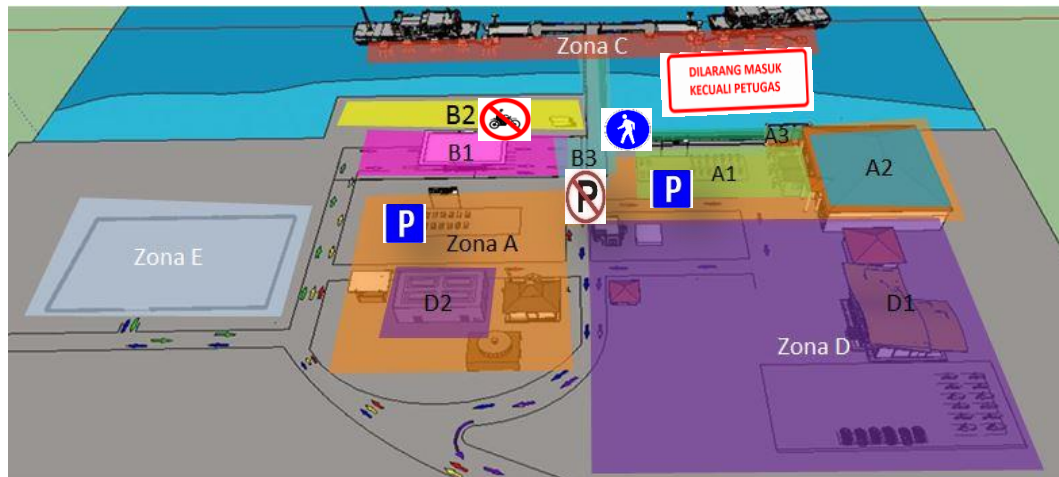 Zona C
DILARANG MASUK
KECUALI PETUGAS
B2
A3
B1
B3
P
A1
A2
P
P
Zona A
Zona E
D2
D1
Zona D